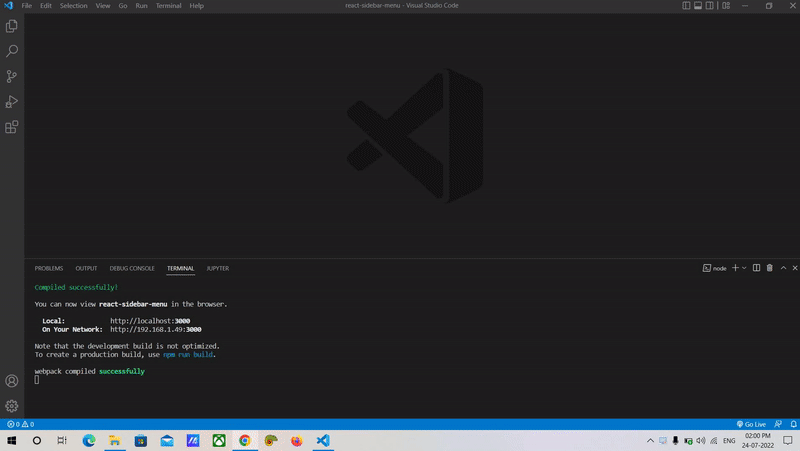 File Edit Selection View Go Run Terminal Help
react-sidebar-menu - Visual Studio Code
PROBLEMS OUTPUT DEBUG CONSOLE TERMINAL JUPYTER
node
Compiled successfully!
You can now view react-sidebar-menu in the browser.
Local: http://localhost:3000
On Your Network: http://192.168.1.49:3000
Note that the development build is not optimized.
To create a production build, use npm run build.
webpack compiled successfully
0 0
Go Live
ENG
02:00 PM
24-07-2022